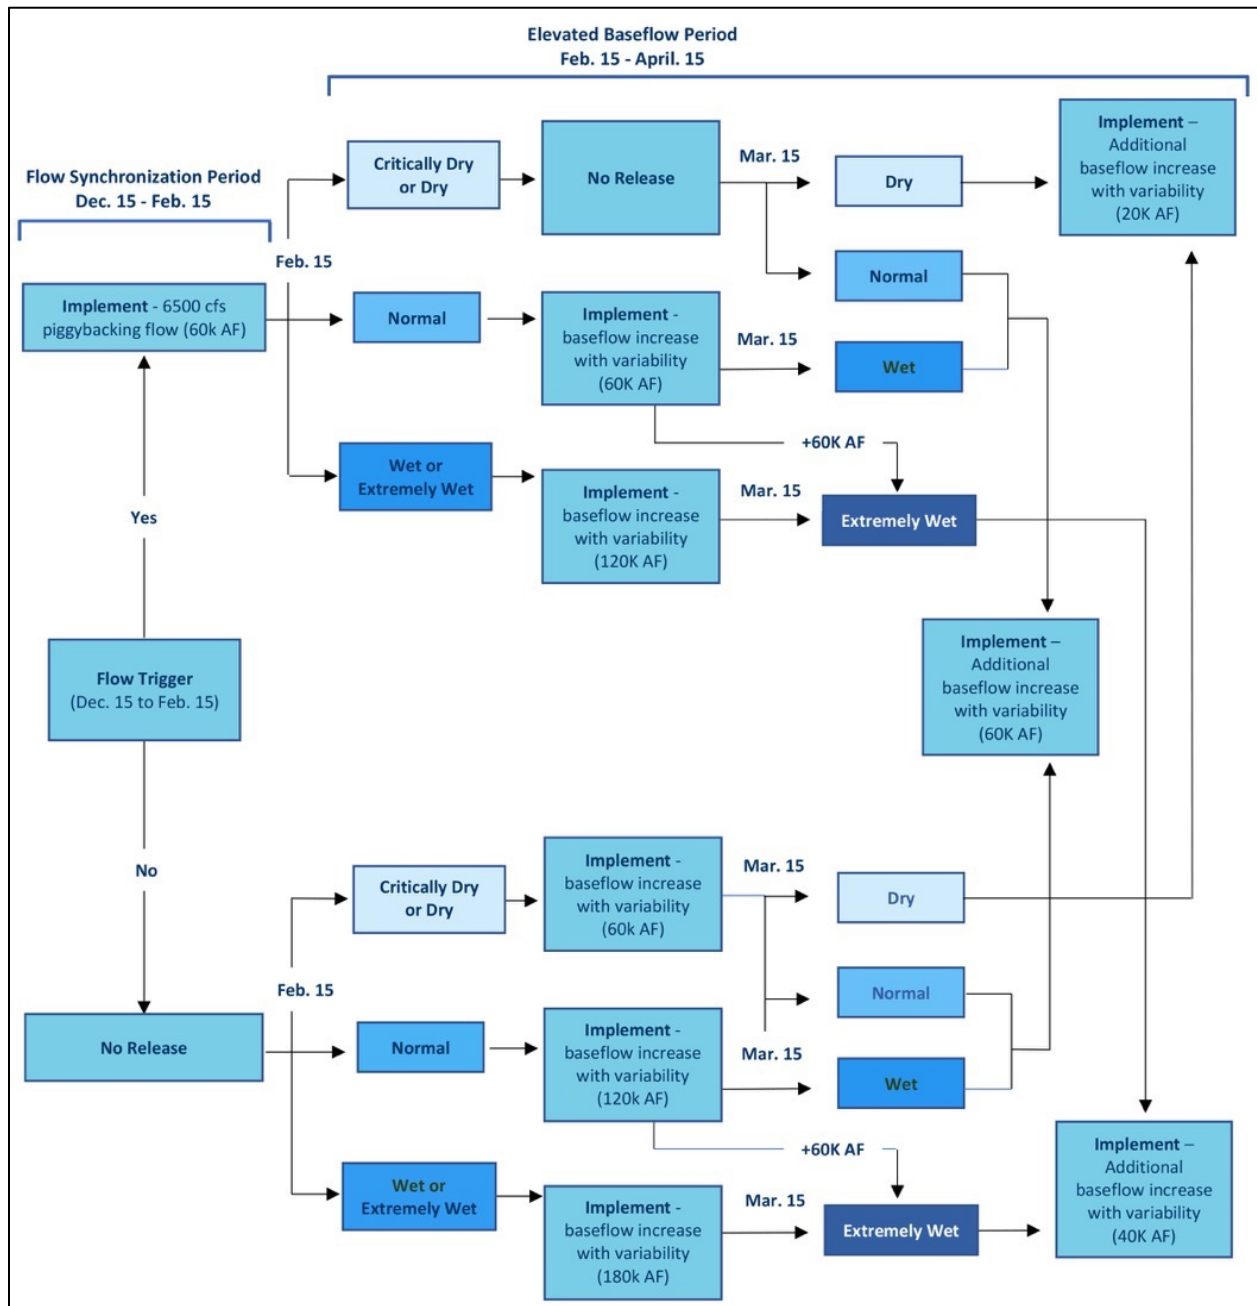 Elevated Baseflow Period
Feb. 15 - April. 15
Flow Synchronization Period
Dec. 15 - Feb. 15
Implement - 6500 cfs
piggybacking flow (60k AF)
Feb. 15
Critically Dry
or Dry
No Release
Mar. 15
Dry
Implement –
Additional
baseflow increase
with variability
(20K AF)
Normal
Normal
Implement -
baseflow increase
with variability
(60K AF)
Mar. 15
Wet
+60K AF
Wet or
Extremely Wet
Implement -
baseflow increase
with variability
(120K AF)
Mar. 15
Extremely Wet
Yes
Flow Trigger
(Dec. 15 to Feb. 15)
Implement –
Additional
baseflow increase
with variability
(60K AF)
No
No Release
Feb. 15
Critically Dry
or Dry
Implement -
baseflow increase
with variability
(60k AF)
Mar. 15
Dry
Normal
Normal
Implement -
baseflow increase
with variability
(120k AF)
Mar. 15
Wet
+60K AF
Wet or
Extremely Wet
Implement -
baseflow increase
with variability
(180k AF)
Mar. 15
Extremely Wet
Implement –
Additional
baseflow increase
with variability
(40K AF)